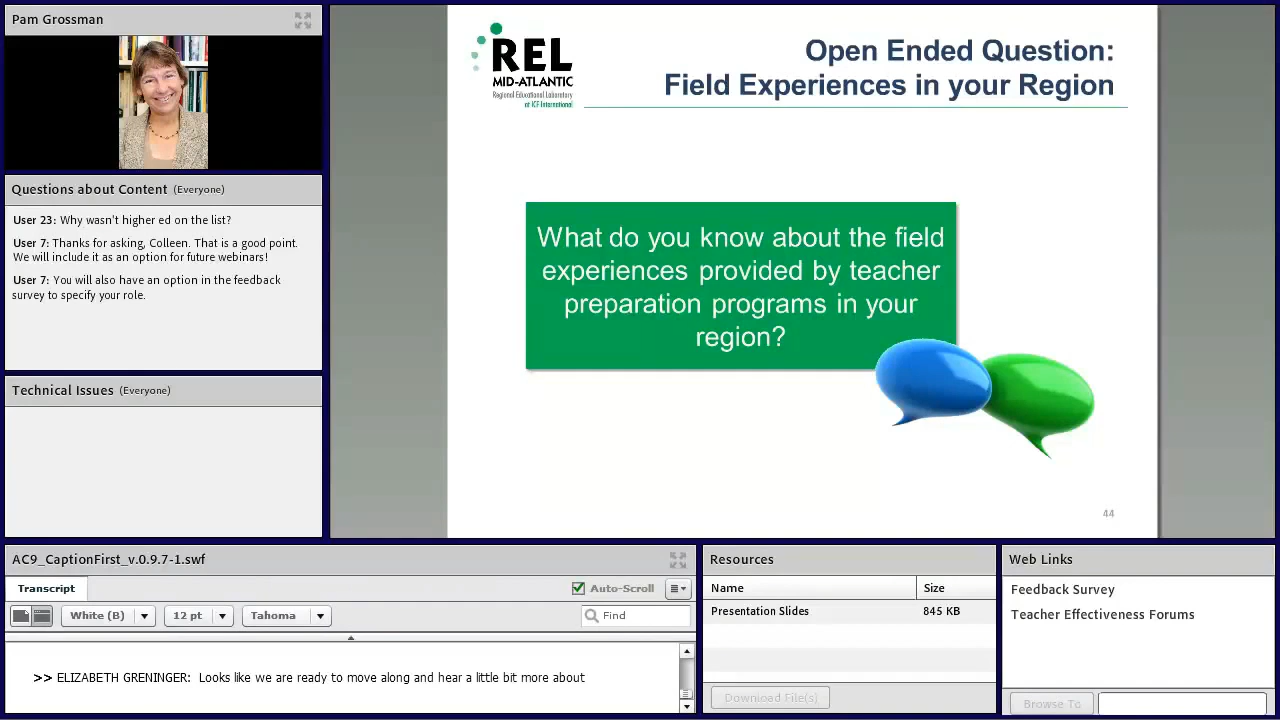 Pam Grossman
REL
MID-ATLANTIC
Regional Educational Laboratory
at ICF International
Open Ended Question:
Field Experiences in your Region
What do you know about the field
experiences provided by teacher
preparation programs in your
region?
44
Questions about Content (Everyone)
User 23: Why wasn't higher ed on the list?
User 7: Thanks for asking, Colleen. That is a good point.
We will include it as an option for future webinars!
User 7: You will also have an option in the feedback
survey to specify your role.
Technical Issues (Everyone)
AC9_CaptionFirst_v.0.9.7-1.swf
Transcript
Auto-Scroll
White (B)
12 pt
Tahoma
Find
>> ELIZABETH GRENINGER: Looks like we are ready to move along and hear a little bit more about
Resources
Name Size
Presentation Slides 845 KB
Download File(s)
Web Links
Feedback Survey
Teacher Effectiveness Forums
Browse To